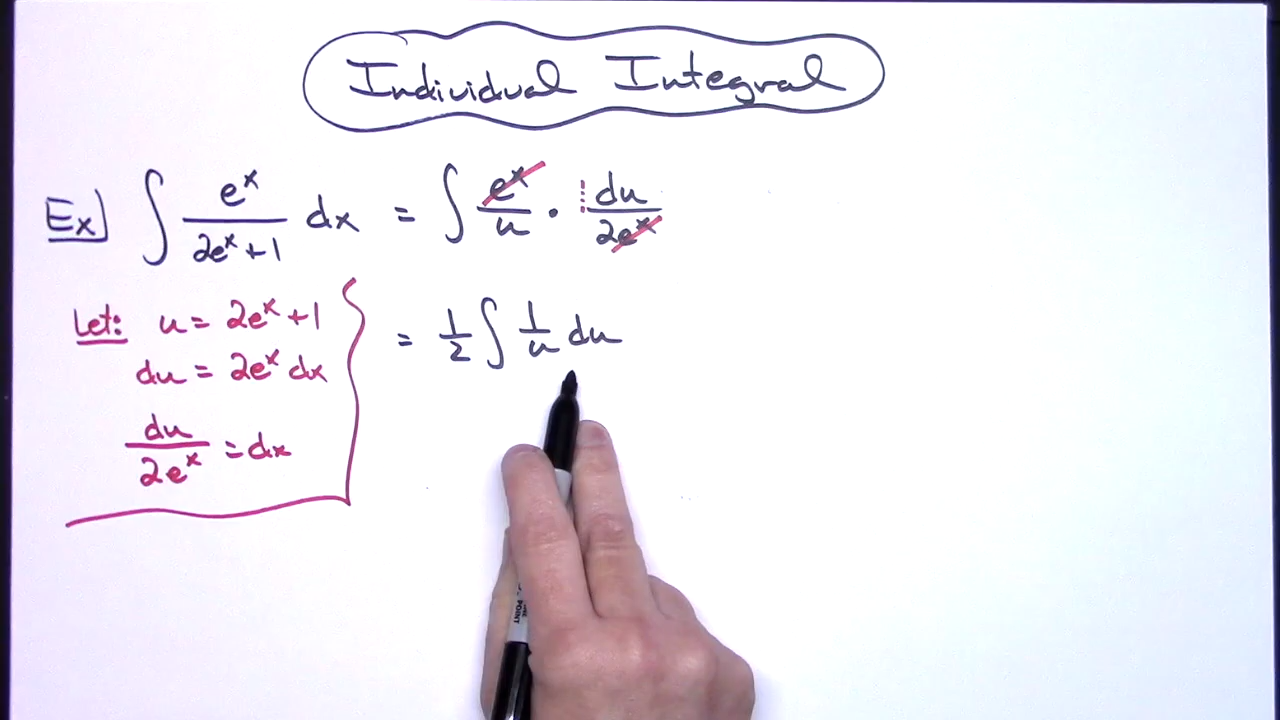 Individual Integral
Ex) ∫ e^x / (2e^x + 1) dx = ∫ e^x / u · du / 2e^x
Let: u = 2e^x + 1
du = 2e^x dx
du / 2e^x = dx
= 1/2 ∫ 1/u du
POINT